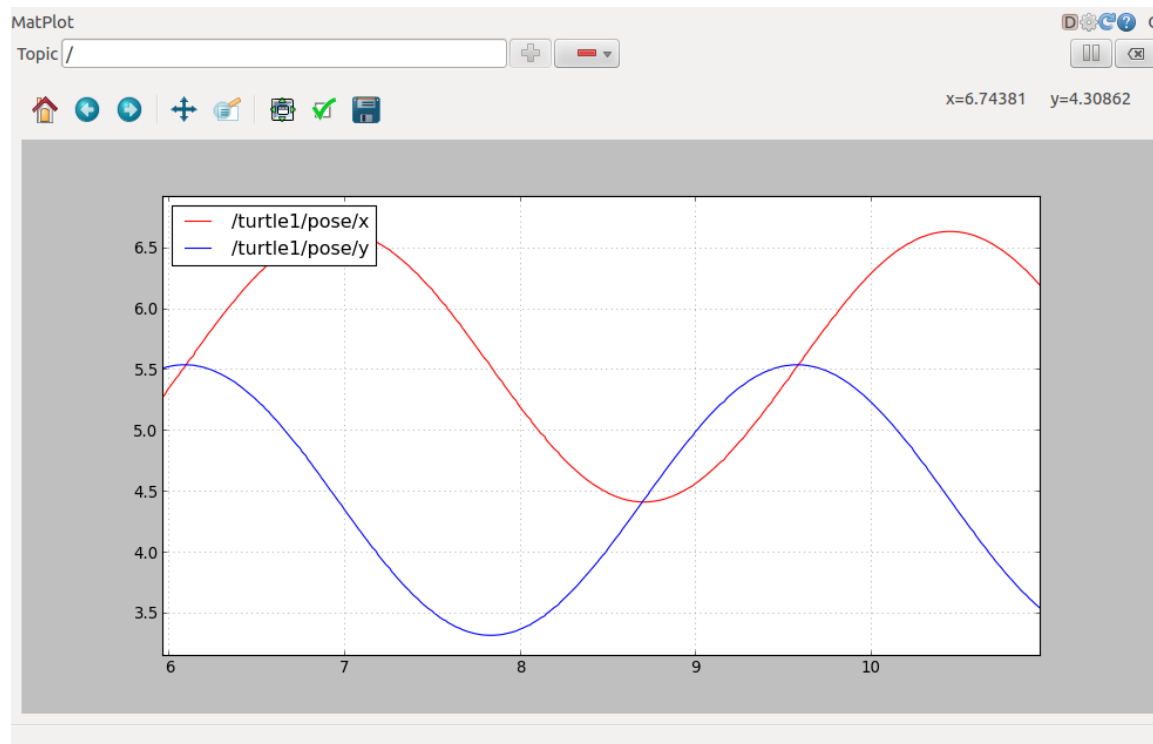 MatPlot D ?
Topic /
x=6.74381 y=4.30862
/turtle1/pose/x
/turtle1/pose/y
6.5
6.0
5.5
5.0
4.5
4.0
3.5
6 7 8 9 10